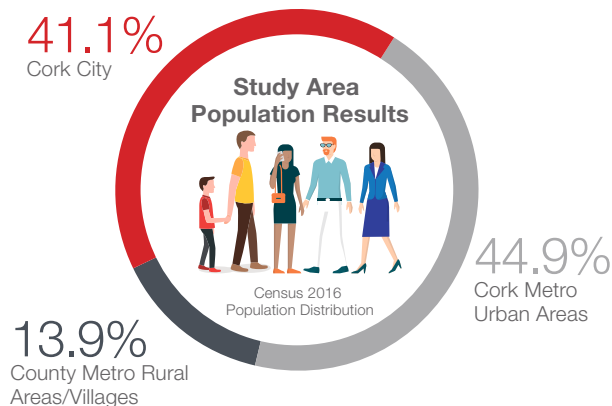 41.1%
Cork City
Study Area
Population Results
44.9%
Cork Metro
Urban Areas
Census 2016
Population Distribution
13.9%
County Metro Rural
Areas/Villages